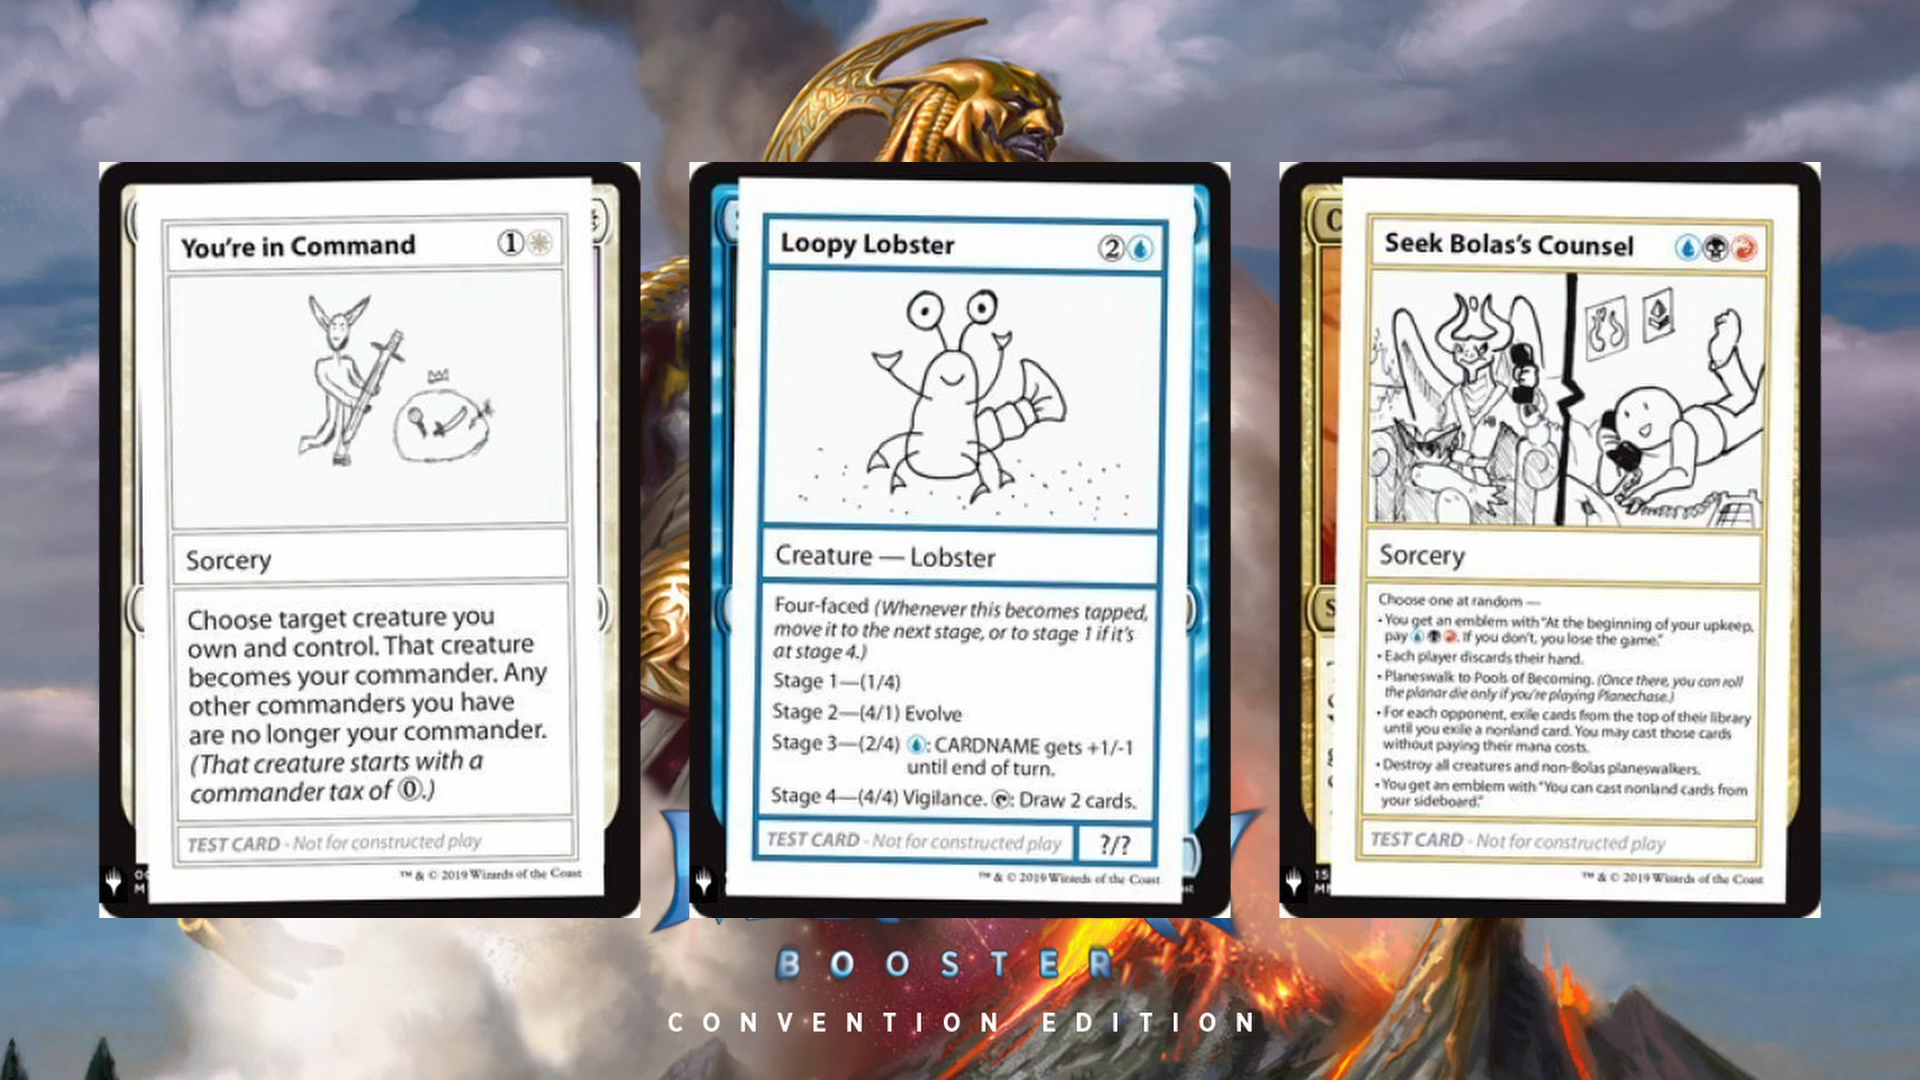 You're in Command 1
Sorcery
Choose target creature you
own and control. That creature
becomes your commander. Any
other commanders you have
are no longer your commander.
(That creature starts with a
commander tax of 0.)
TEST CARD - Not for constructed play
™ & © 2019 Wizards of the Coast
Loopy Lobster 2
Creature — Lobster
Four-faced (Whenever this becomes tapped,
move it to the next stage, or to stage 1 if it's
at stage 4.)
Stage 1—(1/4)
Stage 2—(4/1) Evolve
Stage 3—(2/4) : CARDNAME gets +1/-1
until end of turn.
Stage 4—(4/4) Vigilance. : Draw 2 cards.
TEST CARD - Not for constructed play ?/?
™ & © 2019 Wizards of the Coast
Seek Bolas's Counsel
Sorcery
Choose one at random —
• You get an emblem with "At the beginning of your upkeep,
pay . If you don't, you lose the game."
• Each player discards their hand.
• Planeswalk to Pools of Becoming. (Once there, you can roll
the planar die only if you're playing Planechase.)
• For each opponent, exile cards from the top of their library
until you exile a nonland card. You may cast those cards
without paying their mana costs.
• Destroy all creatures and non-Bolas planeswalkers.
• You get an emblem with "You can cast nonland cards from
your sideboard."
TEST CARD - Not for constructed play
™ & © 2019 Wizards of the Coast
BOOSTER
CONVENTION EDITION